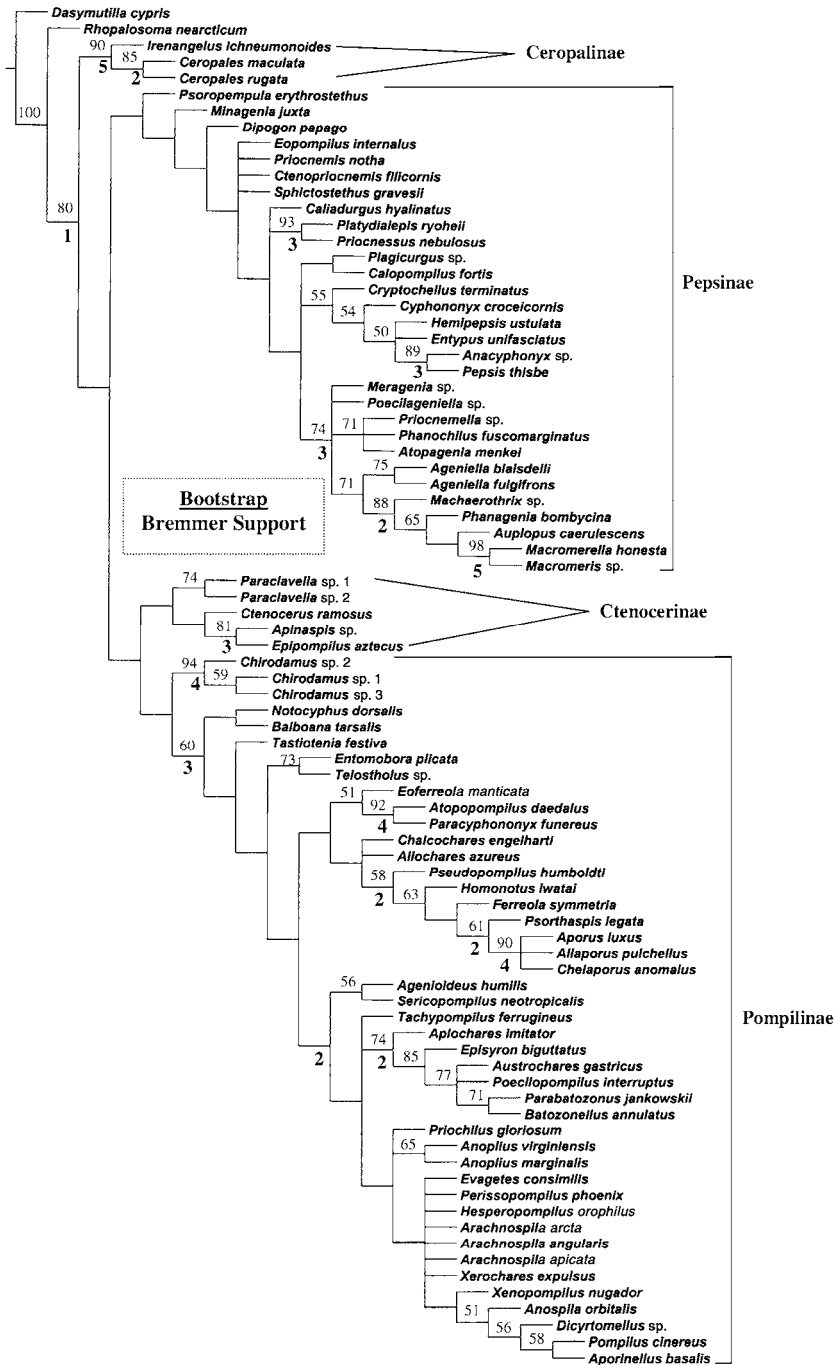 Dasymutilla cypris
Rhopalosoma nearcticum
90 Irenangelus ichneumonoides
5 85 Ceropales maculata
Ceropalinae
2 Ceropales rugata
Psoropempula erythrostethus
100 Minagenia juxta
Dipogon papago
Eopompilus internalus
Priocnemis notha
Ctenopriocnemis filicornis
Sphictostethus gravesii
80 Caliadurgus hyalinatus
1 93 Platydialepis ryoheii
3 Priocnessus nebulosus
Plagicurgus sp.
Calopompilus fortis
Pepsinae
55 Cryptochellus terminatus
54 Cyphononyx croceicornis
50 Hemipepsis ustulata
Entypus unifasciatus
89 Anacyphonyx sp.
3 Pepsis thisbe
Meragenia sp.
Poecilageniella sp.
74 71 Priocnemella sp.
3 Phanochilus fuscomarginatus
Atopagenia menkei
71 75 Ageniella blaisdelli
Ageniella fulgifrons
Bootstrap
Bremmer Support
88 Machaerothrix sp.
2 65 Phanagenia bombycina
Auplopus caerulescens
98 Macromerella honesta
5 Macromeris sp.
74 Paraclavella sp. 1
Paraclavella sp. 2
Ctenocerinae
Ctenocerus ramosus
81 Apinaspis sp.
3 Epipompilus aztecus
94 Chirodamus sp. 2
4 59 Chirodamus sp. 1
Chirodamus sp. 3
Notocyphus dorsalis
Balboana tarsalis
60 Tastiotenia festiva
3 73 Entomobora plicata
Telostholus sp.
51 Eoferreola manticata
92 Atopopompilus daedalus
4 Paracyphononyx funereus
Chalcochares engelharti
Allochares azureus
58 Pseudopompilus humboldti
2 63 Homonotus iwatai
Ferreola symmetria
61 Psorthaspis legata
2 90 Aporus luxus
Allaporus pulchellus
4 Chelaporus anomalus
56 Agenioideus humilis
Sericopompilus neotropicalis
Pompilinae
Tachypompilus ferrugineus
2 74 Aplochares imitator
2 85 Episyron biguttatus
77 Austrochares gastricus
Poecilopompilus interruptus
71 Parabatozonus jankowskii
Batozonellus annulatus
Priochilus gloriosum
65 Anoplius virginiensis
Anoplius marginalis
Evagetes consimilis
Perissopompilus phoenix
Hesperopompilus orophilus
Arachnospila arcta
Arachnospila angularis
Arachnospila apicata
Xerochares expulsus
Xenopompilus nugador
51 Anospila orbitalis
56 Dicyrtomellus sp.
58 Pompilus cinereus
Aporinellus basalis